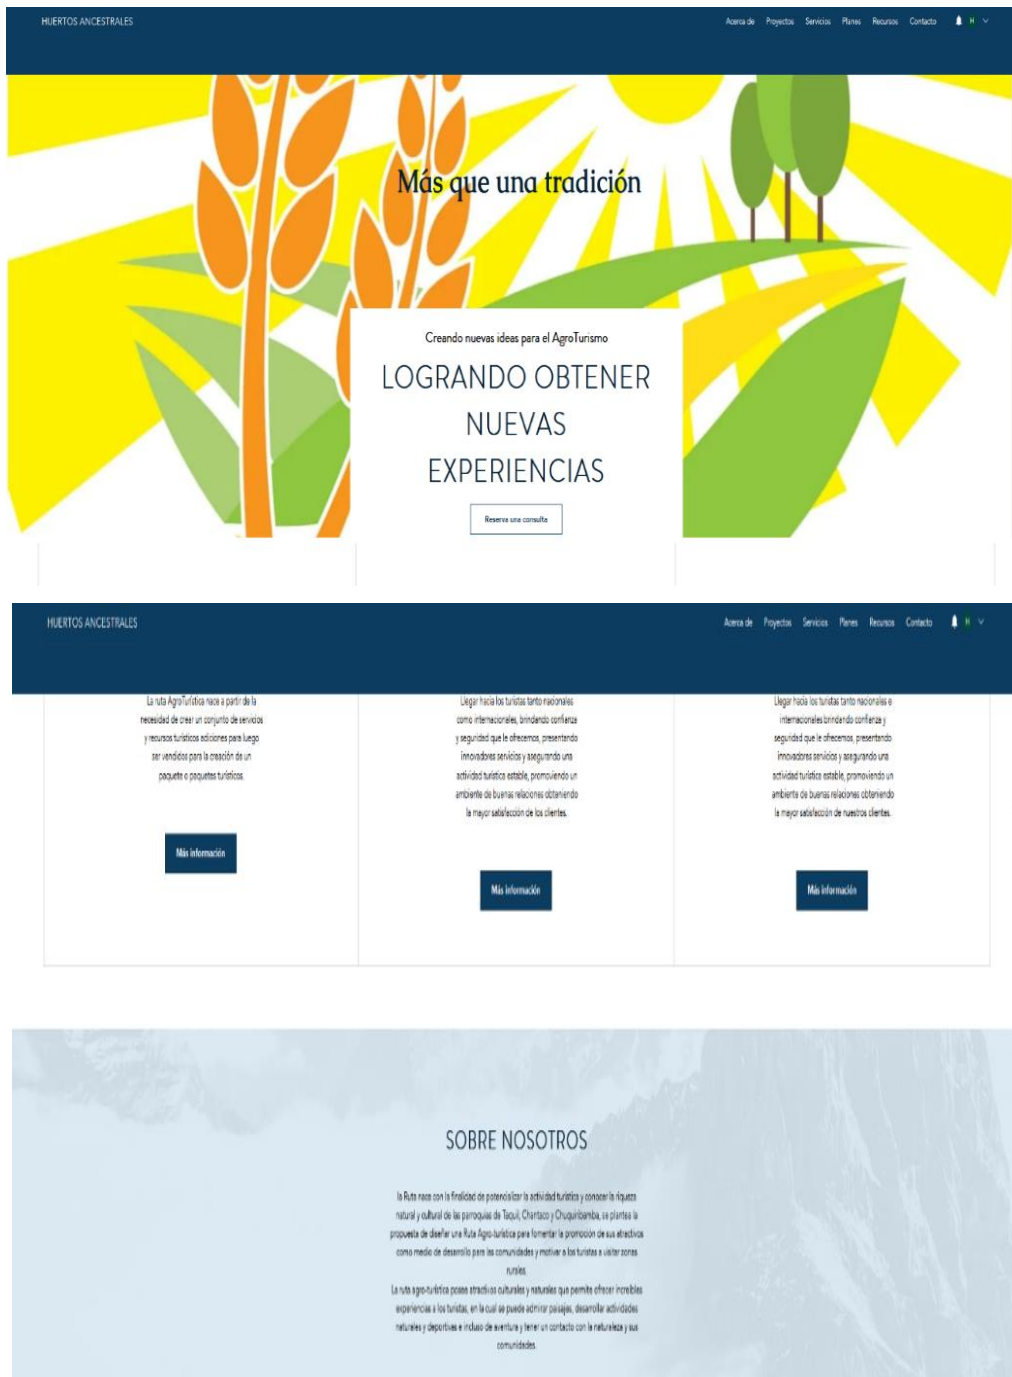 HUERTOS ANCESTRALES
Acerca de Proyectos Servicios Planes Recursos Contacto H
Más que una tradición
Creando nuevas ideas para el AgroTurismo
LOGRANDO OBTENER
NUEVAS
EXPERIENCIAS
Reserva una consulta
HUERTOS ANCESTRALES
Acerca de Proyectos Servicios Planes Recursos Contacto H
La ruta AgroTurística nace a partir de la
necesidad de crear un conjunto de servicios
y recursos turísticos adiciones para luego
ser vendidos para la creación de un
paquete o paquetes turísticos.
Más información
Llegar hacia los turistas tanto nacionales
como internacionales, brindando confianza
y seguridad que le ofrecemos, presentando
innovadores servicios y asegurando una
actividad turística estable, promoviendo un
ambiente de buenas relaciones obteniendo
la mayor satisfacción de los clientes.
Más información
Llegar hacia los turistas tanto nacionales e
internacionales brindando confianza y
seguridad que le ofrecemos, presentando
innovadores servicios y asegurando una
actividad turística estable, promoviendo un
ambiente de buenas relaciones obteniendo
la mayor satisfacción de nuestros clientes.
Más información
SOBRE NOSOTROS
la Ruta nace con la finalidad de potencializar la actividad turística y conocer la riqueza
natural y cultural de las parroquias de Taquil, Chantaco y Chuquiribamba, se plantea la
propuesta de diseñar una Ruta Agro-turística para fomentar la promoción de sus atractivos
como medio de desarrollo para las comunidades y motivar a los turistas a visitar zonas
rurales.
La ruta agro-turística posee atractivos culturales y naturales que permite ofrecer increíbles
experiencias a los turistas, en la cual se puede admirar paisajes, desarrollar actividades
naturales y deportivas e incluso de aventura y tener un contacto con la naturaleza y sus
comunidades.